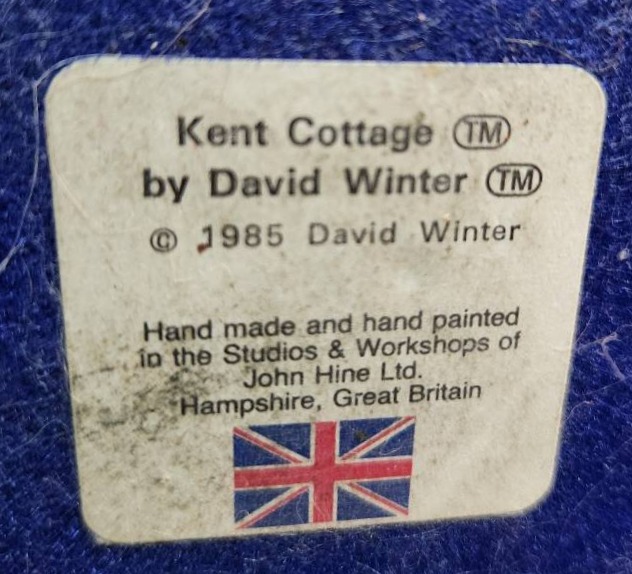 Kent Cottage ™
by David Winter ™
© 1985 David Winter
Hand made and hand painted
in the Studios & Workshops of
John Hine Ltd.
Hampshire, Great Britain